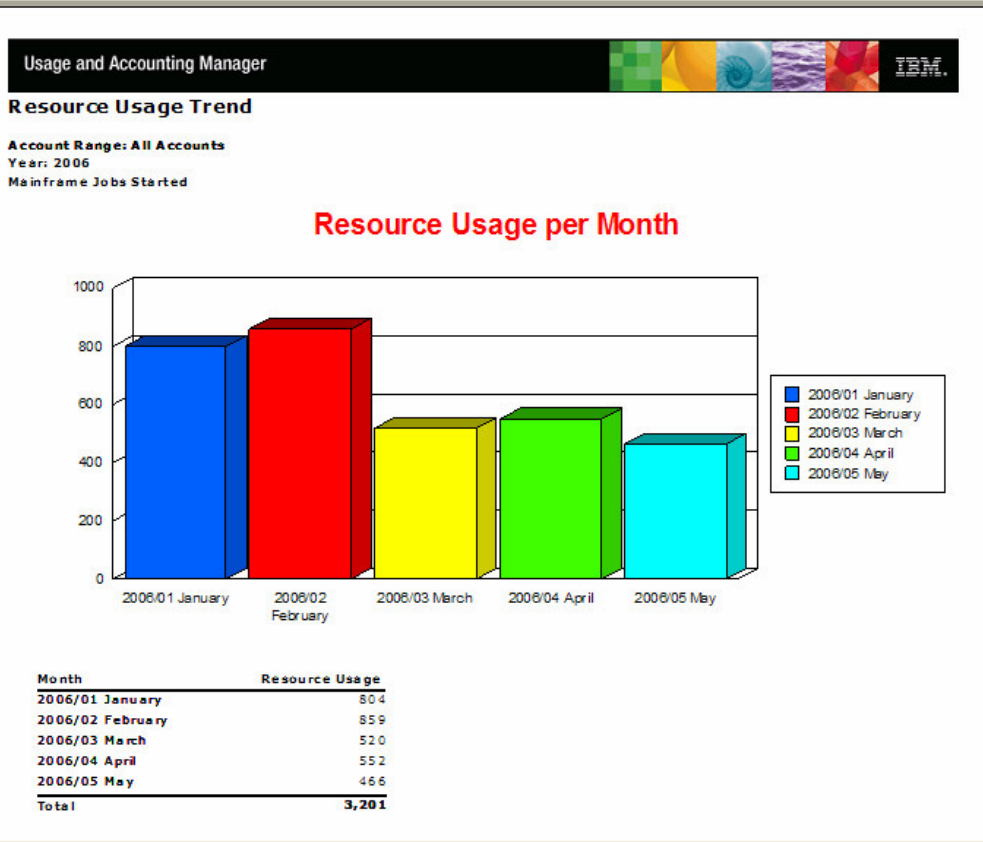 Usage and Accounting Manager
IBM.
Resource Usage Trend
Account Range: All Accounts
Year: 2006
Mainframe Jobs Started
Resource Usage per Month
1000
800
600
400
200
0
2006/01 January
2006/02
February
2006/03 March
2006/04 April
2006/05 May
2006/01 January
2006/02 February
2006/03 March
2006/04 April
2006/05 May
Month Resource Usage
2006/01 January 804
2006/02 February 859
2006/03 March 520
2006/04 April 552
2006/05 May 466
Total 3,201